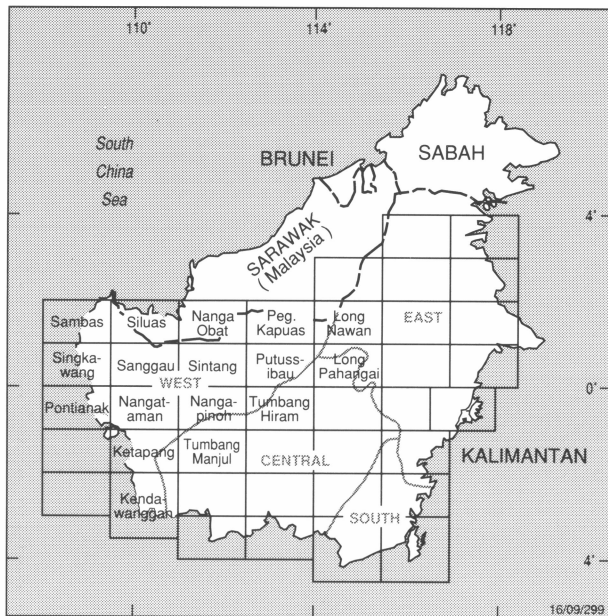 110°
114°
118°
South
China
Sea
BRUNEI
SABAH
SARAWAK
(Malaysia)
4°
Sambas
Siluas
Nanga
Obat
Peg.
Kapuas
Long
Nawan
EAST
Singka-
wang
Sanggau
Sintang
Putuss-
ibau
Long
Pahangai
WEST
0°
Pontianak
Nangat-
aman
Nanga-
pinoh
Tumbang
Hiram
Ketapang
Tumbang
Manjul
CENTRAL
KALIMANTAN
Kenda-
wanggan
SOUTH
4°
16/09/299